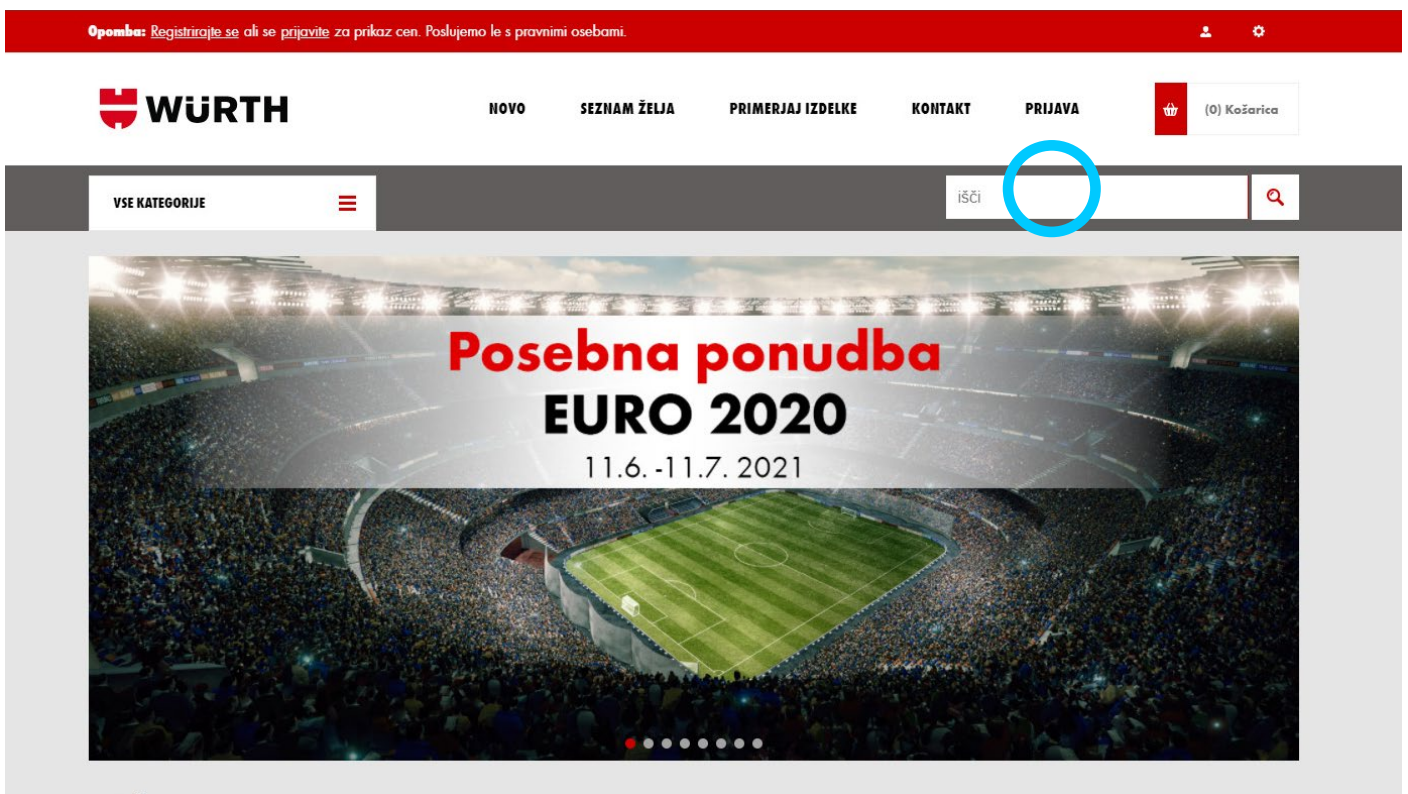 Opomba: Registrirajte se ali se prijavite za prikaz cen. Poslujemo le s pravnimi osebami.
WÜRTH
NOVO SEZNAM ŽELJA PRIMERJAJ IZDELKE KONTAKT PRIJAVA (0) Košarica
VSE KATEGORIJE išči
Posebna ponudba
EURO 2020
11.6. -11.7. 2021